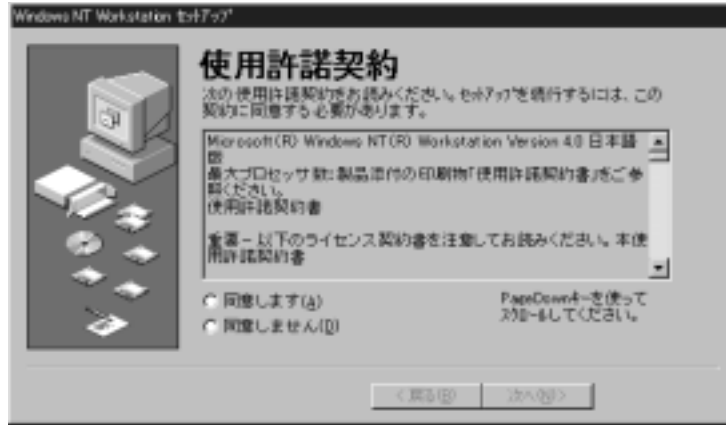 Windows NT Workstation セットアップ
使用許諾契約
次の使用許諾契約をお読みください。セットアップを続行するには、この
契約に同意する必要があります。
Microsoft(R) Windows NT(R) Workstation Version 4.0 日本語
版
最大プロセッサ数: 製品添付の印刷物「使用許諾契約書」をご参
照ください。
使用許諾契約書
重要 - 以下のライセンス契約書を注意してお読みください。本使
用許諾契約書
同意します(A)
同意しません(D)
PageDownキーを使って
スクロールしてください。
< 戻る(B)
次へ(N) >